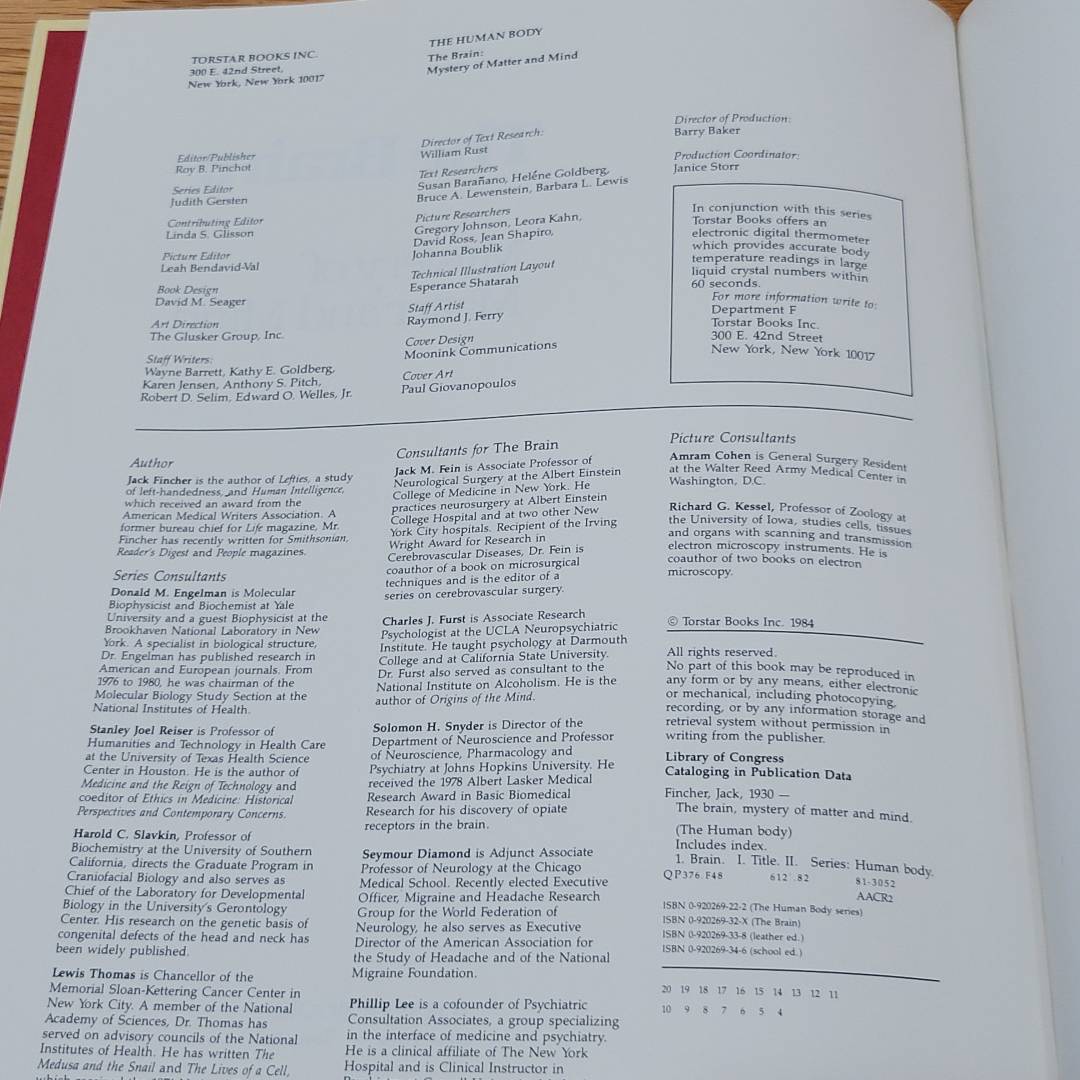 TORSTAR BOOKS INC.
300 E. 42nd Street,
New York, New York 10017
THE HUMAN BODY
The Brain:
Mystery of Matter and Mind
Editor/Publisher
Roy B. Pinchot
Series Editor
Judith Gersten
Contributing Editor
Linda S. Glisson
Picture Editor
Leah Bendavid-Val
Book Design
David M. Seager
Art Direction
The Glusker Group, Inc.
Staff Writers:
Wayne Barrett, Kathy E. Goldberg,
Karen Jensen, Anthony S. Pitch,
Robert D. Selim, Edward O. Welles, Jr.
Director of Text Research:
William Rust
Text Researchers
Susan Barañano, Heléne Goldberg,
Bruce A. Lewenstein, Barbara L. Lewis
Picture Researchers
Gregory Johnson, Leora Kahn,
David Ross, Jean Shapiro,
Johanna Boublik
Technical Illustration Layout
Esperance Shatarah
Staff Artist
Raymond J. Ferry
Cover Design
Moonink Communications
Cover Art
Paul Giovanopoulos
Director of Production:
Barry Baker
Production Coordinator:
Janice Storr
In conjunction with this series
Torstar Books offers an
electronic digital thermometer
which provides accurate body
temperature readings in large
liquid crystal numbers within
60 seconds.
For more information write to:
Department F
Torstar Books Inc.
300 E. 42nd Street
New York, New York 10017
Author
Jack Fincher is the author of Lefties, a study
of left-handedness, and Human Intelligence,
which received an award from the
American Medical Writers Association. A
former bureau chief for Life magazine, Mr.
Fincher has recently written for Smithsonian,
Reader's Digest and People magazines.
Series Consultants
Donald M. Engelman is Molecular
Biophysicist and Biochemist at Yale
University and a guest Biophysicist at the
Brookhaven National Laboratory in New
York. A specialist in biological structure,
Dr. Engelman has published research in
American and European journals. From
1976 to 1980, he was chairman of the
Molecular Biology Study Section at the
National Institutes of Health.
Stanley Joel Reiser is Professor of
Humanities and Technology in Health Care
at the University of Texas Health Science
Center in Houston. He is the author of
Medicine and the Reign of Technology and
coeditor of Ethics in Medicine: Historical
Perspectives and Contemporary Concerns.
Harold C. Slavkin, Professor of
Biochemistry at the University of Southern
California, directs the Graduate Program in
Craniofacial Biology and also serves as
Chief of the Laboratory for Developmental
Biology in the University's Gerontology
Center. His research on the genetic basis of
congenital defects of the head and neck has
been widely published.
Lewis Thomas is Chancellor of the
Memorial Sloan-Kettering Cancer Center in
New York City. A member of the National
Academy of Sciences, Dr. Thomas has
served on advisory councils of the National
Institutes of Health. He has written The
Medusa and the Snail and The Lives of a Cell,
Consultants for The Brain
Jack M. Fein is Associate Professor of
Neurological Surgery at the Albert Einstein
College of Medicine in New York. He
practices neurosurgery at Albert Einstein
College Hospital and at two other New
York City hospitals. Recipient of the Irving
Wright Award for Research in
Cerebrovascular Diseases, Dr. Fein is
coauthor of a book on microsurgical
techniques and is the editor of a
series on cerebrovascular surgery.
Charles J. Furst is Associate Research
Psychologist at the UCLA Neuropsychiatric
Institute. He taught psychology at Darmouth
College and at California State University.
Dr. Furst also served as consultant to the
National Institute on Alcoholism. He is the
author of Origins of the Mind.
Solomon H. Snyder is Director of the
Department of Neuroscience and Professor
of Neuroscience, Pharmacology and
Psychiatry at Johns Hopkins University. He
received the 1978 Albert Lasker Medical
Research Award in Basic Biomedical
Research for his discovery of opiate
receptors in the brain.
Seymour Diamond is Adjunct Associate
Professor of Neurology at the Chicago
Medical School. Recently elected Executive
Officer, Migraine and Headache Research
Group for the World Federation of
Neurology, he also serves as Executive
Director of the American Association for
the Study of Headache and of the National
Migraine Foundation.
Phillip Lee is a cofounder of Psychiatric
Consultation Associates, a group specializing
in the interface of medicine and psychiatry.
He is a clinical affiliate of The New York
Hospital and is Clinical Instructor in
Picture Consultants
Amram Cohen is General Surgery Resident
at the Walter Reed Army Medical Center in
Washington, D.C.
Richard G. Kessel, Professor of Zoology at
the University of Iowa, studies cells, tissues
and organs with scanning and transmission
electron microscopy instruments. He is
coauthor of two books on electron
microscopy.
© Torstar Books Inc. 1984
All rights reserved.
No part of this book may be reproduced in
any form or by any means, either electronic
or mechanical, including photocopying,
recording, or by any information storage and
retrieval system without permission in
writing from the publisher.
Library of Congress
Cataloging in Publication Data
Fincher, Jack, 1930 —
The brain, mystery of matter and mind.
(The Human body)
Includes index.
1. Brain. I. Title. II. Series: Human body.
QP376.F48 612'.82 81-3052
AACR2
ISBN 0-920269-22-2 (The Human Body series)
ISBN 0-920269-32-X (The Brain)
ISBN 0-920269-33-8 (leather ed.)
ISBN 0-920269-34-6 (school ed.)
20 19 18 17 16 15 14 13 12 11
10 9 8 7 6 5 4